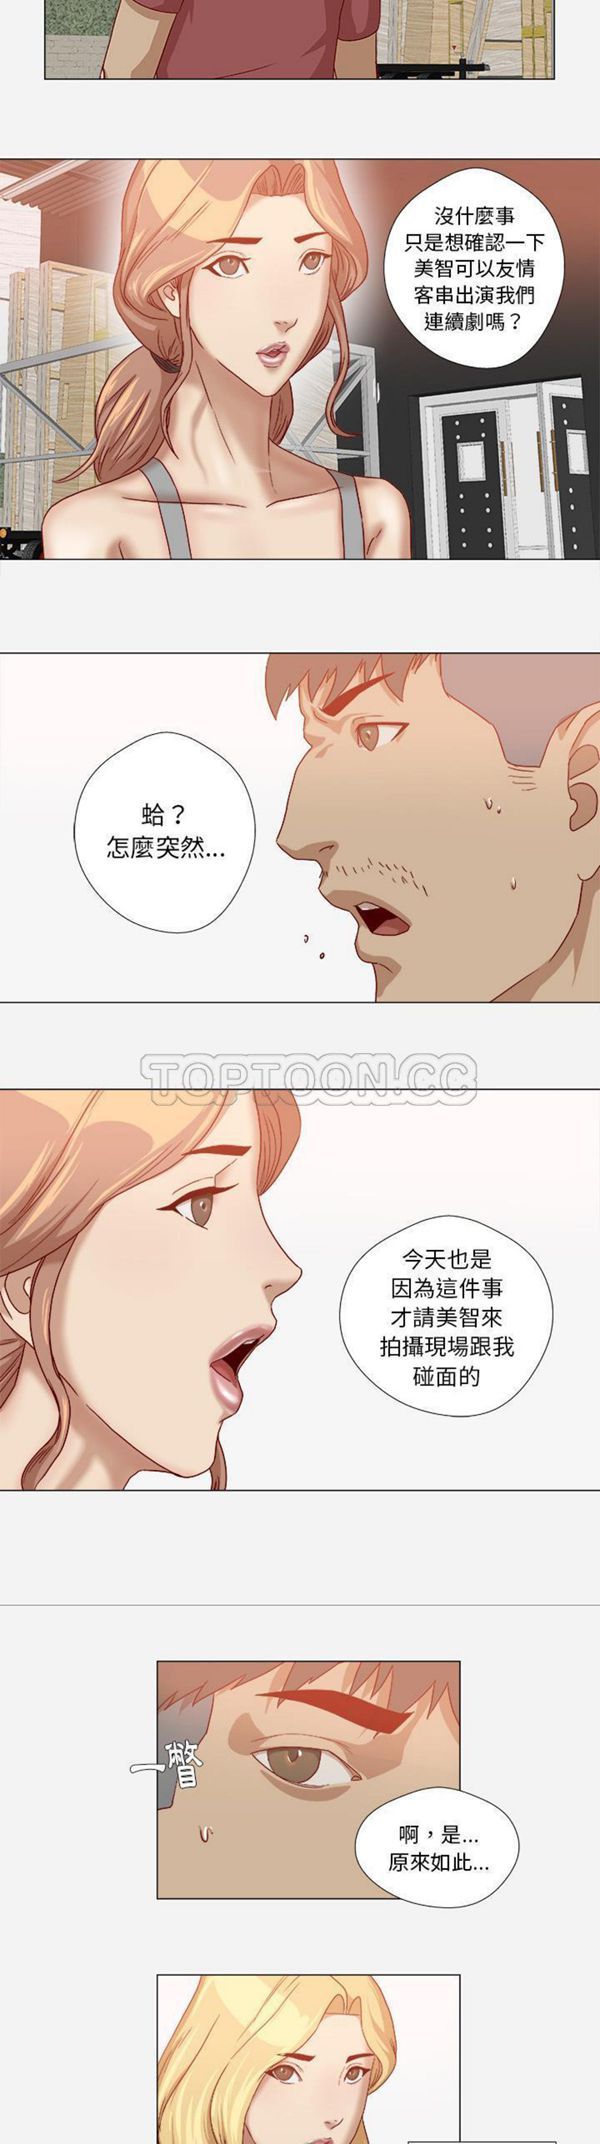 沒什麼事
只是想確認一下
美智可以友情
客串出演我們
連續劇嗎？
蛤？
怎麼突然...
TOPTOON.CC
今天也是
因為這件事
才請美智來
拍攝現場跟我
碰面的
一瞥
啊，是...
原來如此...